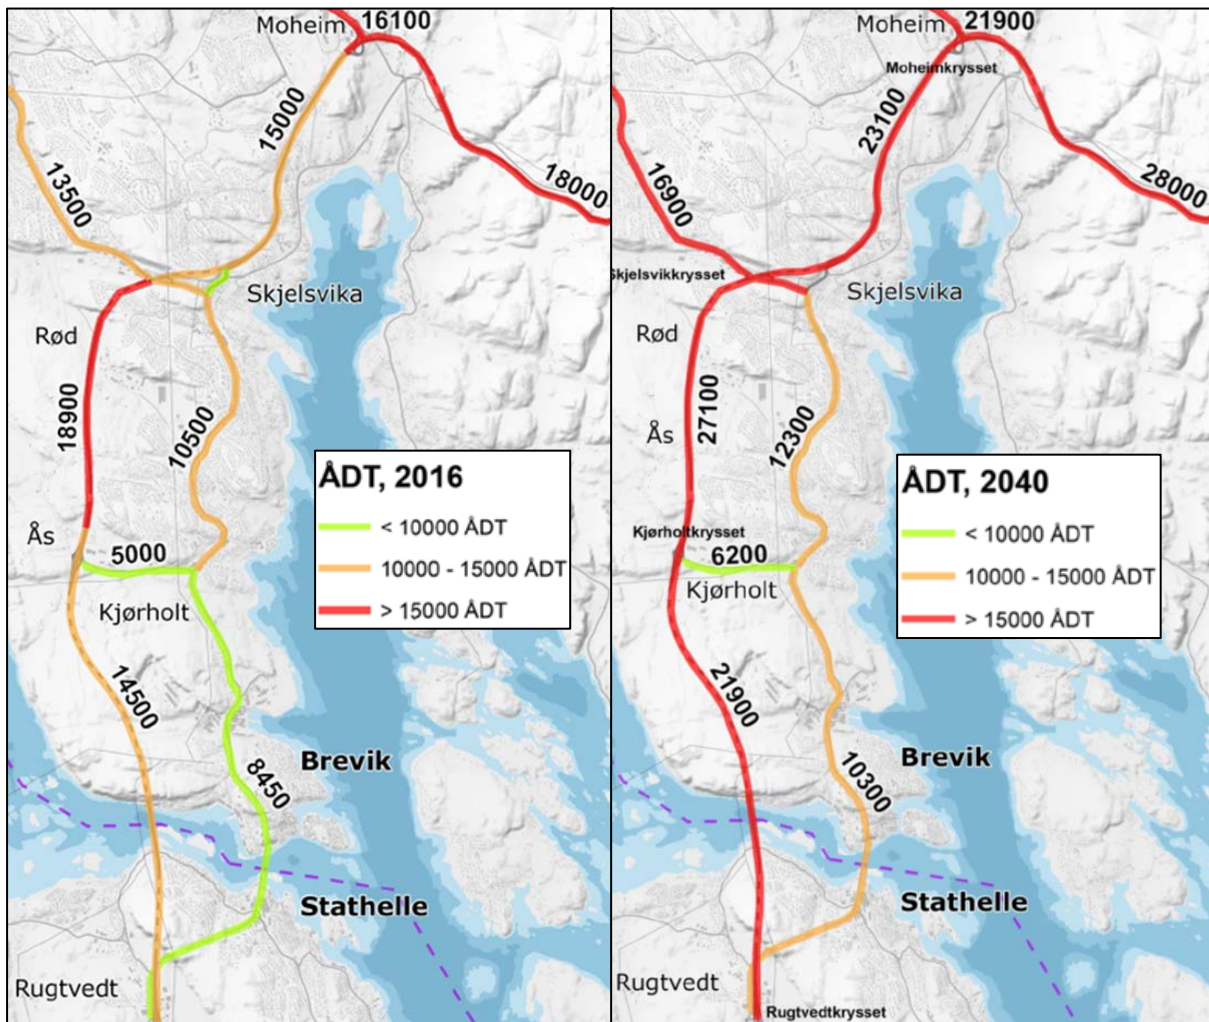 Moheim
16100
15000
18000
13500
Skjelsvika
Rød
18900
10500
ÅDT, 2016
< 10000 ÅDT
10000 - 15000 ÅDT
> 15000 ÅDT
Ås
5000
Kjørholt
14500
Brevik
8450
Stathelle
Rugtvedt
Moheim
21900
Moheimkrysset
23100
28000
16900
Skjelsvikkrysset
Skjelsvika
Rød
27100
Ås
12300
ÅDT, 2040
< 10000 ÅDT
10000 - 15000 ÅDT
> 15000 ÅDT
Kjørholtkrysset
6200
Kjørholt
21900
Brevik
10300
Stathelle
Rugtvedt
Rugtvedtkrysset